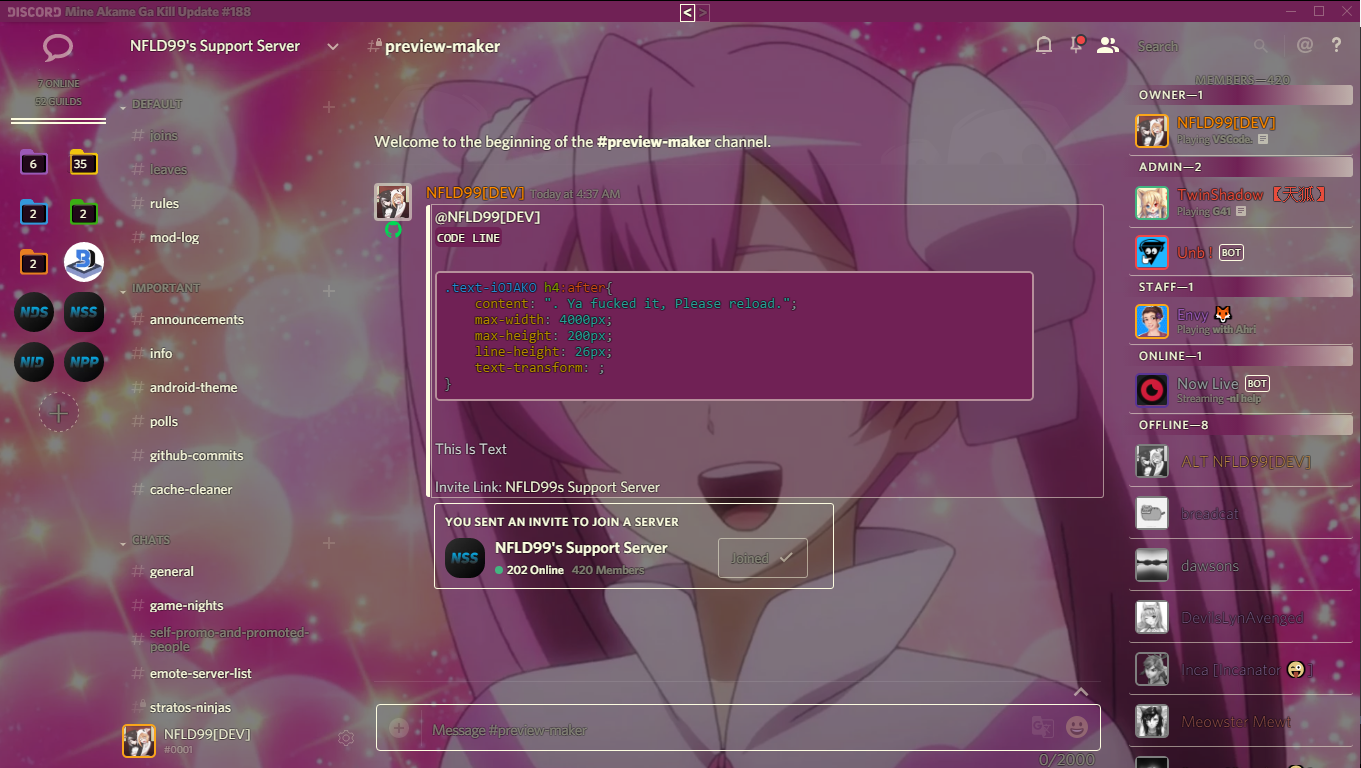 DISCORD Mine Akame Ga Kill Update #188
< >
7 ONLINE
52 GUILDS
6
35
2
2
2
NDS
NSS
NID
NPP
NFLD99's Support Server
DEFAULT
# joins
# leaves
# rules
# mod-log
IMPORTANT
# announcements
# info
# android-theme
# polls
# github-commits
# cache-cleaner
CHATS
# general
# game-nights
# self-promo-and-promoted-
people
# emote-server-list
# stratos-ninjas
NFLD99[DEV]
#0001
#preview-maker
Search
@ ?
Welcome to the beginning of the #preview-maker channel.
NFLD99[DEV] Today at 4:37 AM
@NFLD99[DEV]
CODE LINE
.text-iOJAKO h4:after{
content: ". Ya fucked it, Please reload.";
max-width: 4000px;
max-height: 200px;
line-height: 26px;
text-transform: ;
}
This Is Text
Invite Link: NFLD99s Support Server
YOU SENT AN INVITE TO JOIN A SERVER
NSS
NFLD99's Support Server
202 Online 420 Members
Joined
Message #preview-maker
0/2000
MEMBERS—420
OWNER—1
NFLD99[DEV]
Playing VSCode.
ADMIN—2
TwinShadow 【天狐】
Playing G41
Unb ! BOT
STAFF—1
Envy 🦊
Playing with Ahri
ONLINE—1
Now Live BOT
Streaming -nl help
OFFLINE—8
ALT NFLD99[DEV]
breadcat
dawsons
DevilsLynAvenged
Inca [Incanator 😜]
Meowster Mewt